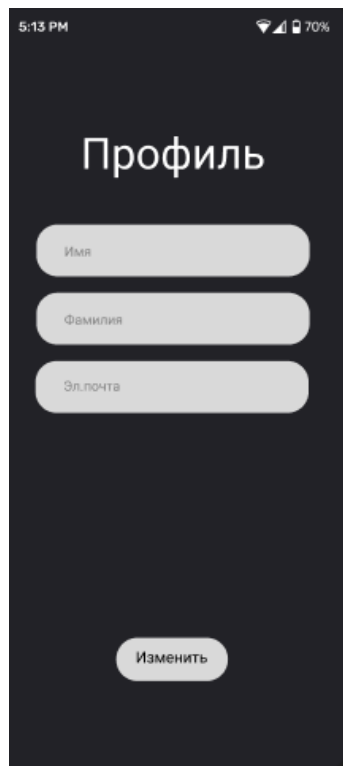 5:13 PM 70%
Профиль
Имя
Фамилия
Эл.почта
Изменить